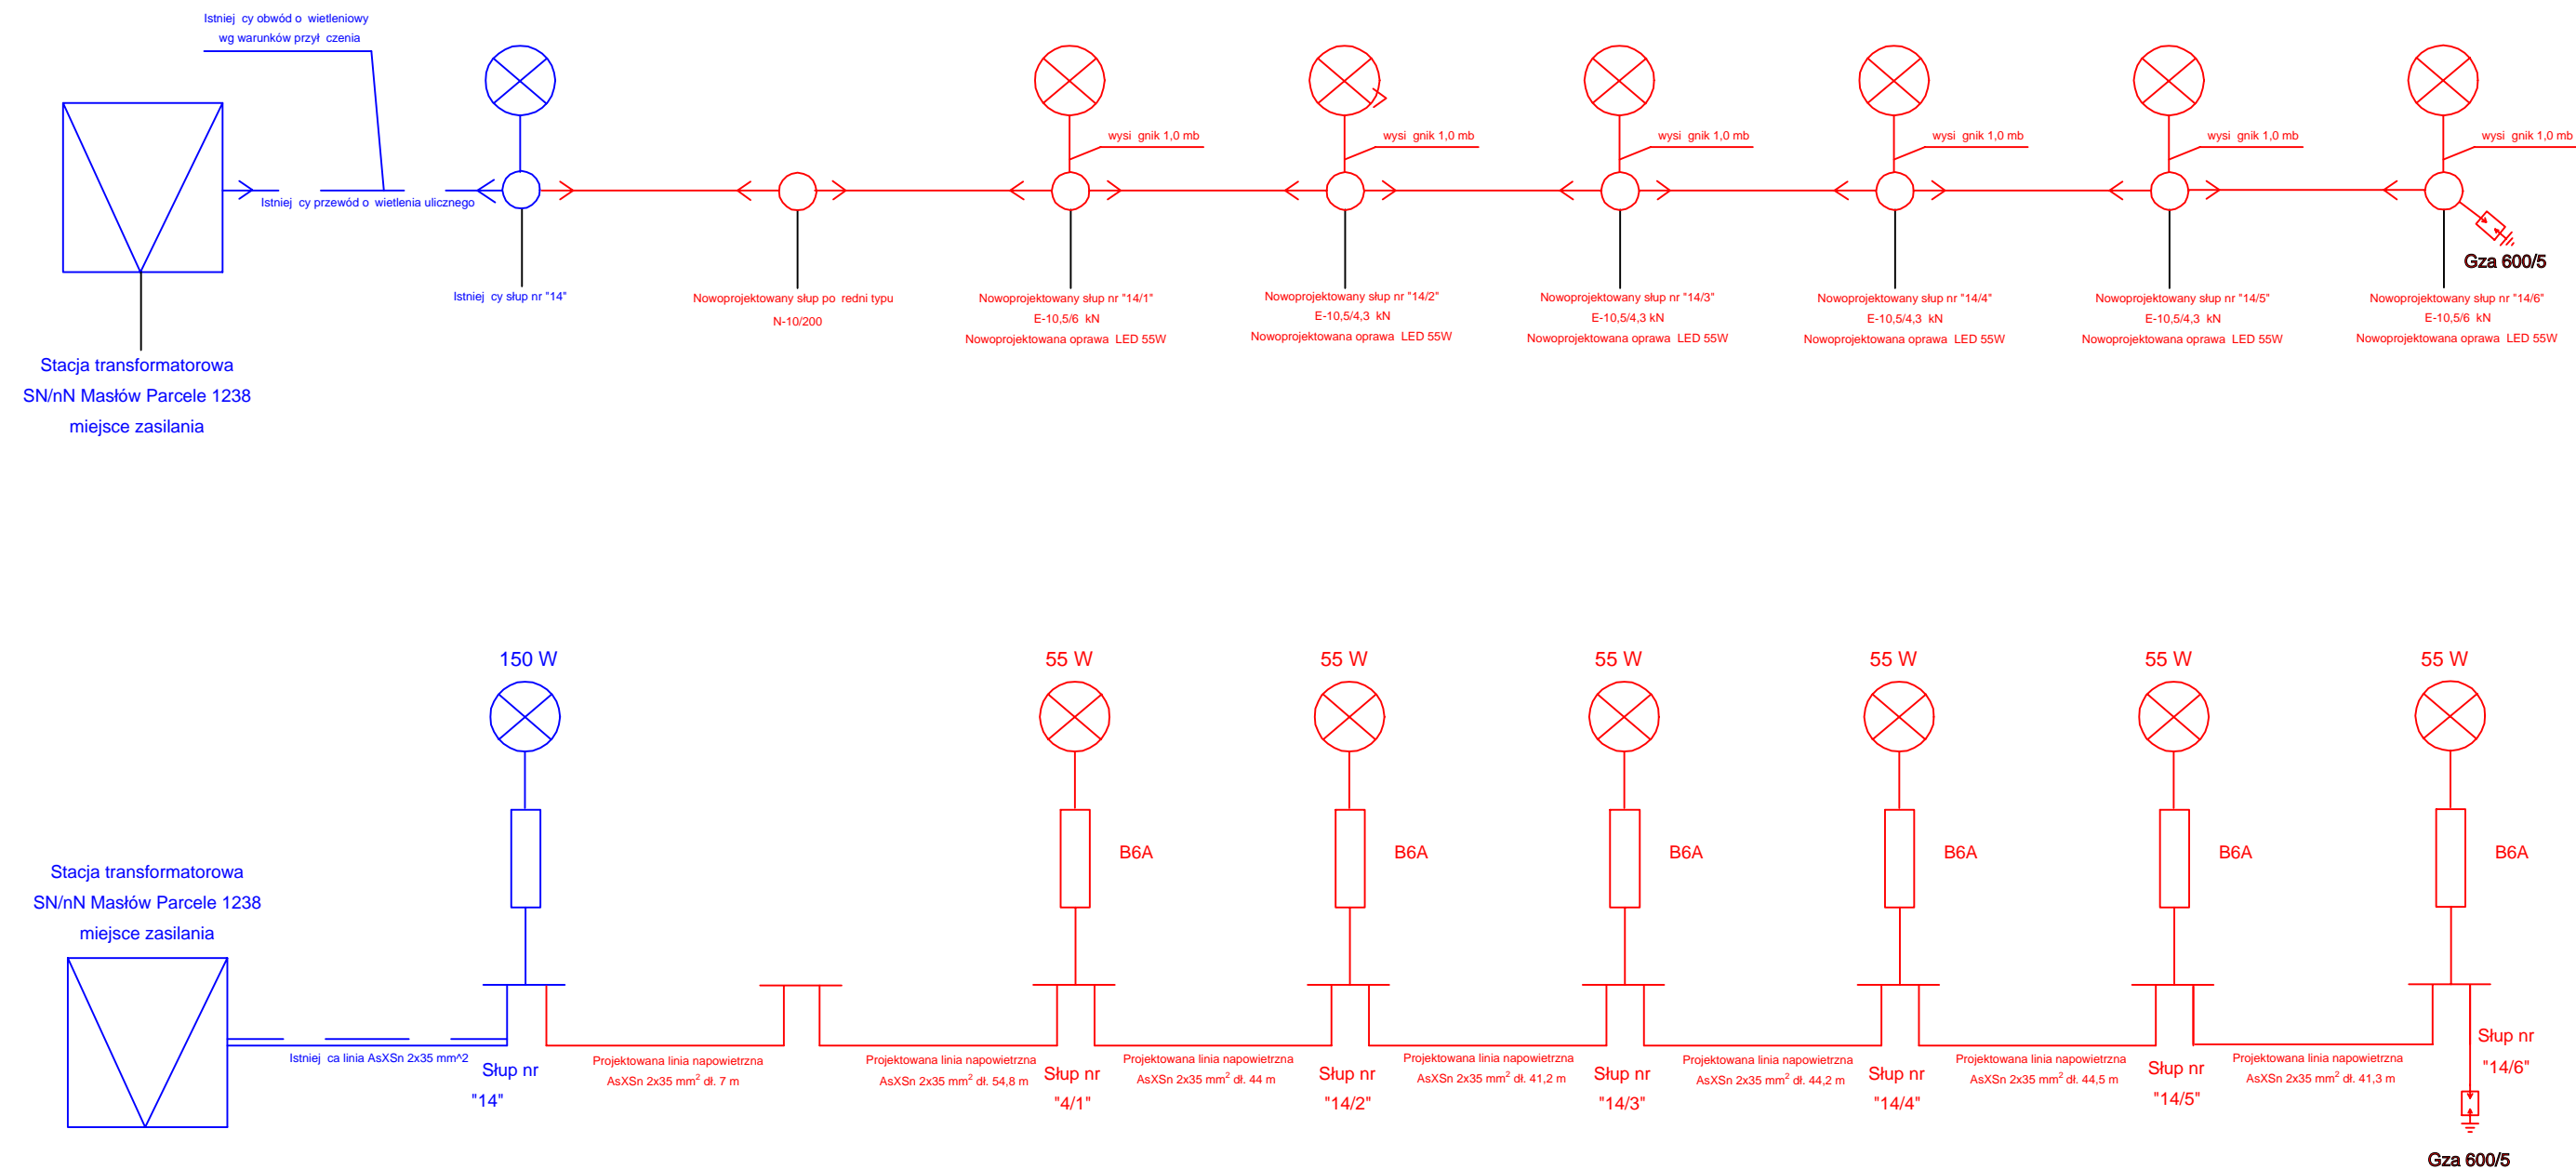 Istniej cy obwód o wietleniowy
wg warunków przył czenia
wysi gnik 1,0 mb
wysi gnik 1,0 mb
wysi gnik 1,0 mb
wysi gnik 1,0 mb
wysi gnik 1,0 mb
wysi gnik 1,0 mb
Istniej cy przewód o wietlenia ulicznego
Gza 600/5
Stacja transformatorowa
SN/nN Masłów Parcele 1238
miejsce zasilania
Istniej cy słup nr "14"
Nowoprojektowany słup po redni typu
N-10/200
Nowoprojektowany słup nr "14/1"
E-10,5/6 kN
Nowoprojektowana oprawa LED 55W
Nowoprojektowany słup nr "14/2"
E-10,5/4,3 kN
Nowoprojektowana oprawa LED 55W
Nowoprojektowany słup nr "14/3"
E-10,5/4,3 kN
Nowoprojektowana oprawa LED 55W
Nowoprojektowany słup nr "14/4"
E-10,5/4,3 kN
Nowoprojektowana oprawa LED 55W
Nowoprojektowany słup nr "14/5"
E-10,5/4,3 kN
Nowoprojektowana oprawa LED 55W
Nowoprojektowany słup nr "14/6"
E-10,5/6 kN
Nowoprojektowana oprawa LED 55W
150 W
55 W
55 W
55 W
55 W
55 W
55 W
B6A
B6A
B6A
B6A
B6A
B6A
Stacja transformatorowa
SN/nN Masłów Parcele 1238
miejsce zasilania
Istniej ca linia AsXSn 2x35 mm^2
Słup nr
"14"
Projektowana linia napowietrzna
AsXSn 2x35 mm² dł. 7 m
Projektowana linia napowietrzna
AsXSn 2x35 mm² dł. 54,8 m
Słup nr
"4/1"
Projektowana linia napowietrzna
AsXSn 2x35 mm² dł. 44 m
Słup nr
"14/2"
Projektowana linia napowietrzna
AsXSn 2x35 mm² dł. 41,2 m
Słup nr
"14/3"
Projektowana linia napowietrzna
AsXSn 2x35 mm² dł. 44,2 m
Słup nr
"14/4"
Projektowana linia napowietrzna
AsXSn 2x35 mm² dł. 44,5 m
Słup nr
"14/5"
Projektowana linia napowietrzna
AsXSn 2x35 mm² dł. 41,3 m
Słup nr
"14/6"
Gza 600/5